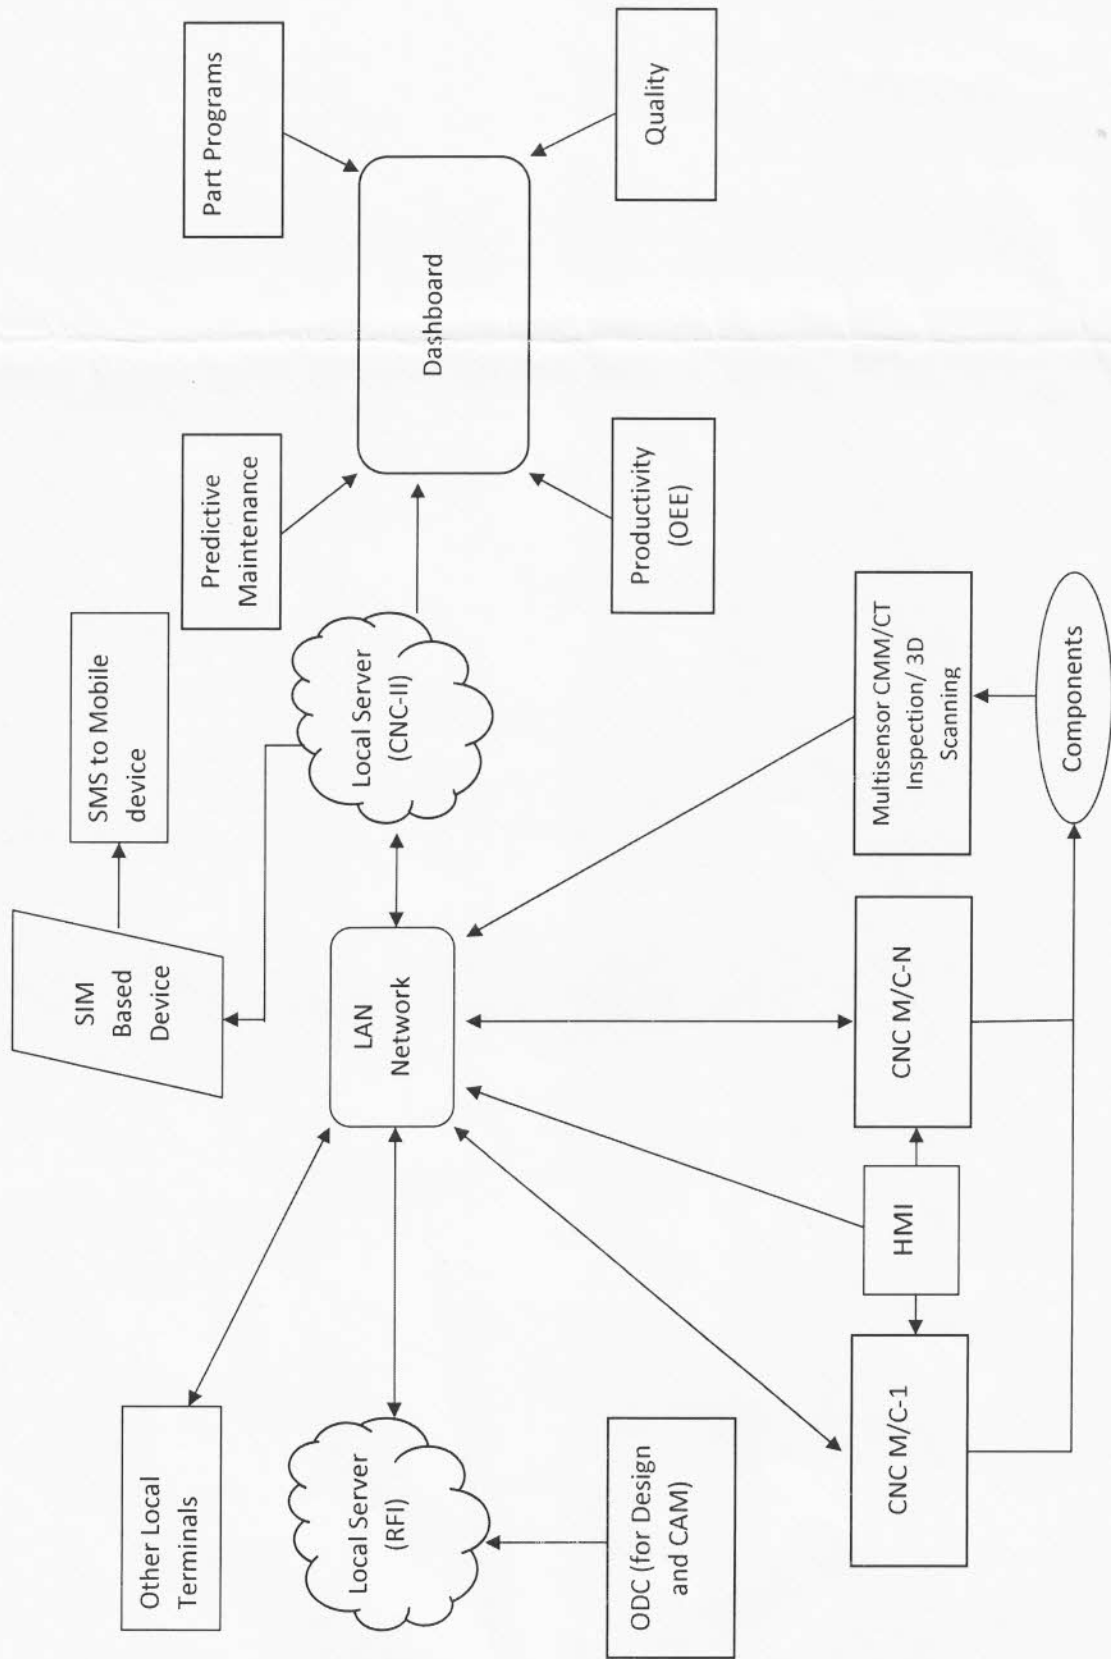 SIM
Based
Device
SMS to Mobile
device
Other Local
Terminals
Predictive
Maintenance
Part Programs
Local Server
(RFI)
LAN
Network
Local Server
(CNC-II)
Dashboard
ODC (for Design
and CAM)
Productivity
(OEE)
Quality
CNC M/C-1
HMI
CNC M/C-N
Multisensor CMM/CT
Inspection/ 3D
Scanning
Components